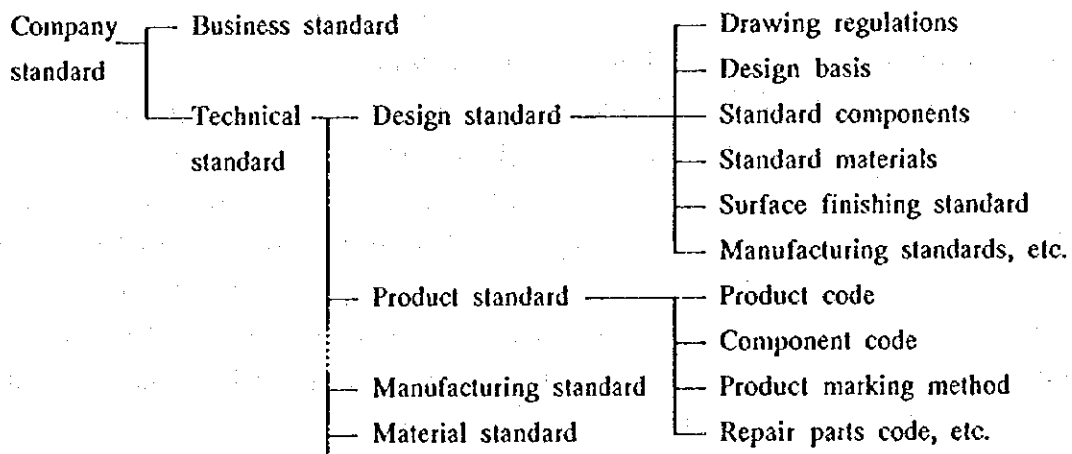 Company standard
Business standard
Technical standard
Design standard
Drawing regulations
Design basis
Standard components
Standard materials
Surface finishing standard
Manufacturing standards, etc.
Product standard
Product code
Component code
Product marking method
Repair parts code, etc.
Manufacturing standard
Material standard